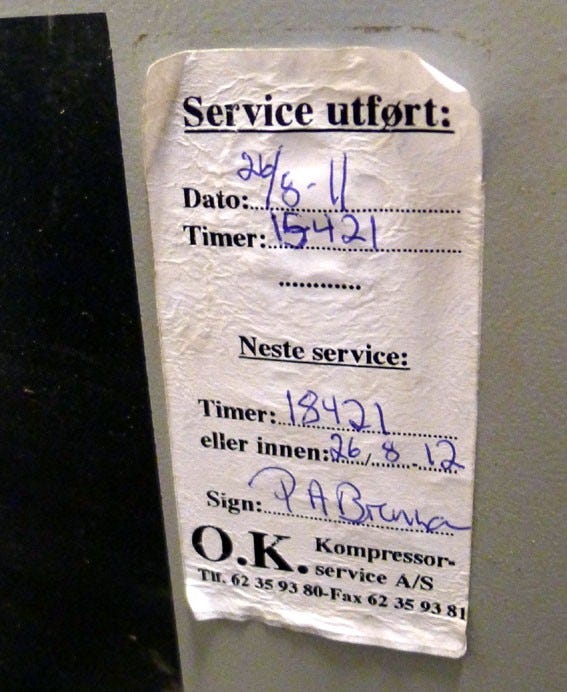 Service utført:
Dato: 26/8-11
Timer: 15421
............
Neste service:
Timer: 18421
eller innen: 26.8.12
Sign: P A
O.K. Kompressor-
service A/S
Tlf. 62 35 93 80-Fax 62 35 93 81